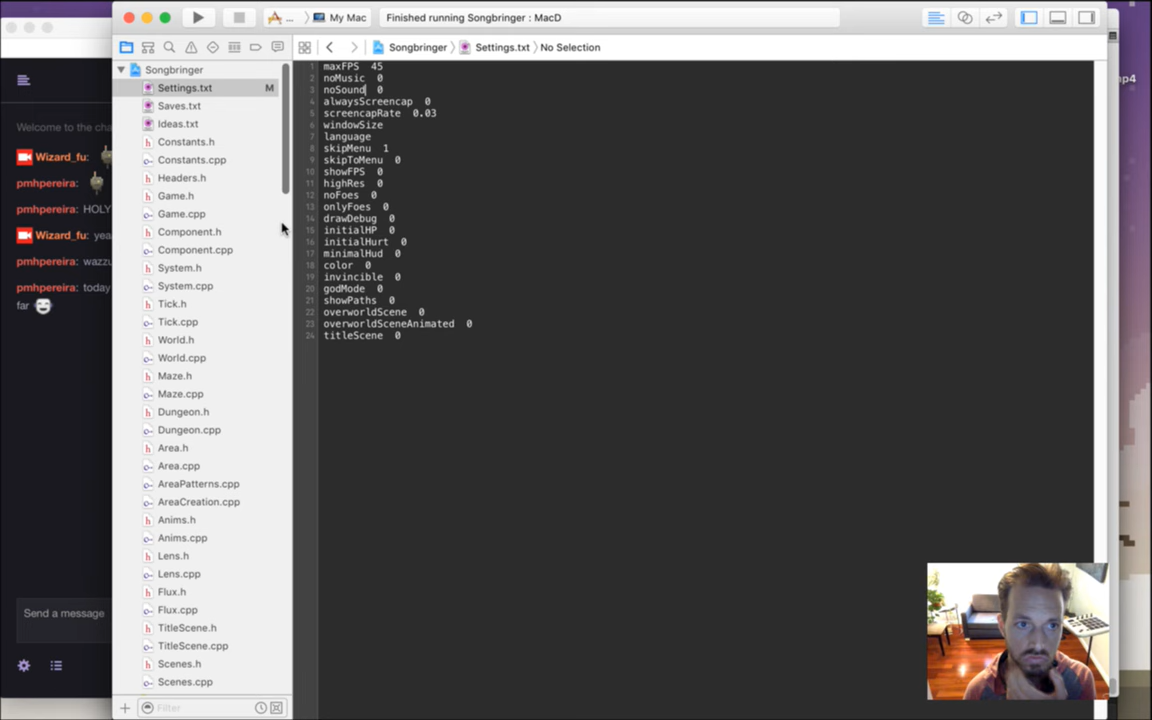 ... My Mac
Finished running Songbringer : MacD
Songbringer Settings.txt No Selection
mp4
Welcome to the cha
Wizard_fu:
pmhpereira:
pmhpereira: HOLY
Wizard_fu: yea
pmhpereira: wazzu
pmhpereira: today
far
Send a message
Songbringer
Settings.txt M
Saves.txt
Ideas.txt
Constants.h
Constants.cpp
Headers.h
Game.h
Game.cpp
Component.h
Component.cpp
System.h
System.cpp
Tick.h
Tick.cpp
World.h
World.cpp
Maze.h
Maze.cpp
Dungeon.h
Dungeon.cpp
Area.h
Area.cpp
AreaPatterns.cpp
AreaCreation.cpp
Anims.h
Anims.cpp
Lens.h
Lens.cpp
Flux.h
Flux.cpp
TitleScene.h
TitleScene.cpp
Scenes.h
Scenes.cpp
Filter
1 maxFPS 45
2 noMusic 0
3 noSound 0
4 alwaysScreencap 0
5 screencapRate 0.03
6 windowSize
7 language
8 skipMenu 1
9 skipToMenu 0
10 showFPS 0
11 highRes 0
12 noFoes 0
13 onlyFoes 0
14 drawDebug 0
15 initialHP 0
16 initialHurt 0
17 minimalHud 0
18 color 0
19 invincible 0
20 godMode 0
21 showPaths 0
22 overworldScene 0
23 overworldSceneAnimated 0
24 titleScene 0